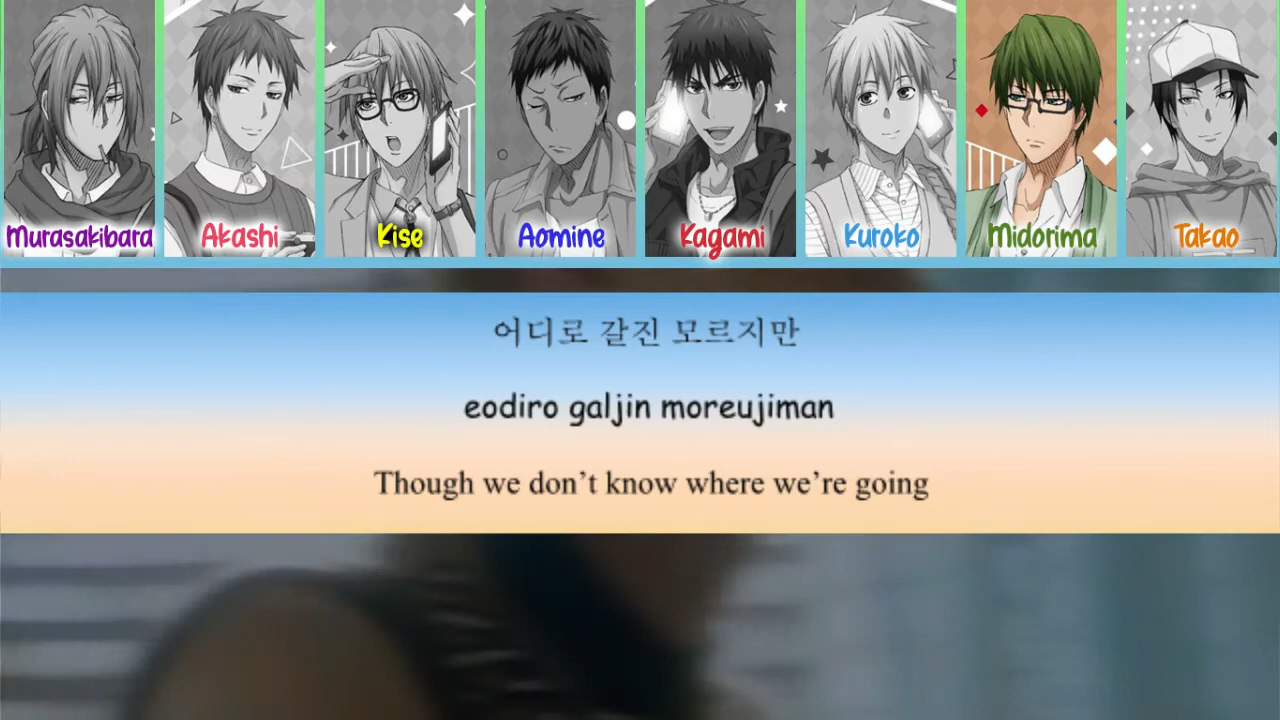 Murasakibara
Akashi
Kise
Aomine
Kagami
Kuroko
Midorima
Takao
어디로 갈진 모르지만
eodiro galjin moreujiman
Though we don't know where we're going